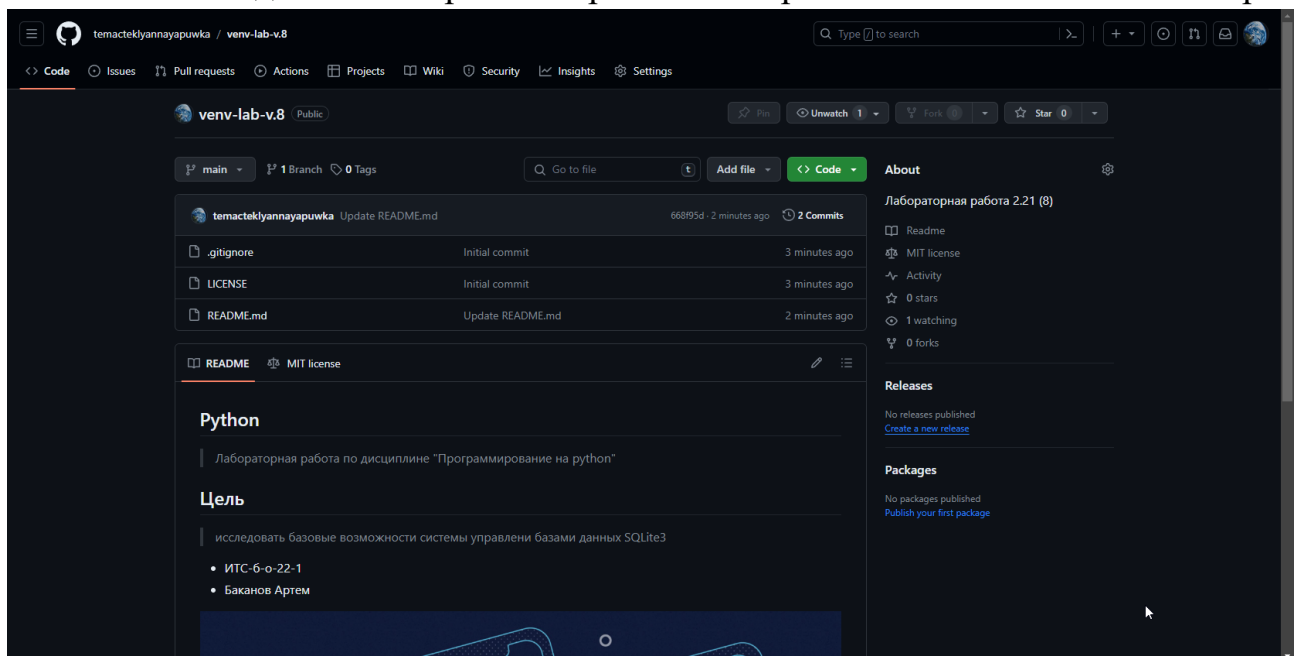 temacteklyannayapuwka / venv-lab-v.8
Type / to search
Code Issues Pull requests Actions Projects Wiki Security Insights Settings
venv-lab-v.8 Public
Pin Unwatch 1 Fork 0 Star 0
main 1 Branch 0 Tags
Go to file t Add file Code
temacteklyannayapuwka Update README.md 668f95d · 2 minutes ago 2 Commits
.gitignore Initial commit 3 minutes ago
LICENSE Initial commit 3 minutes ago
README.md Update README.md 2 minutes ago
README MIT license
Python
Лабораторная работа по дисциплине "Программирование на python"
Цель
исследовать базовые возможности системы управлени базами данных SQLite3
ИТС-б-о-22-1
Баканов Артем
About
Лабораторная работа 2.21 (8)
Readme
MIT license
Activity
0 stars
1 watching
0 forks
Releases
No releases published
Create a new release
Packages
No packages published
Publish your first package